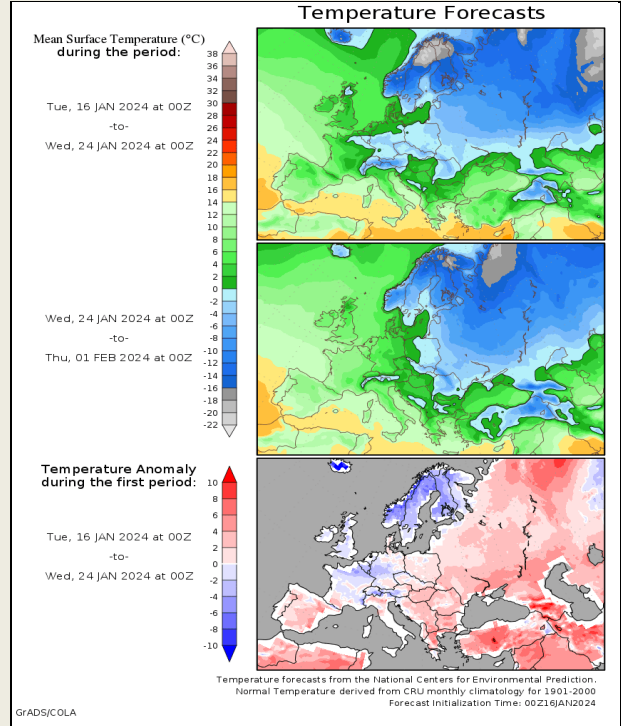 Temperature Forecasts
Mean Surface Temperature (°C)
during the period:
Tue, 16 JAN 2024 at 00Z
-to-
Wed, 24 JAN 2024 at 00Z
38
36
34
32
30
28
26
24
22
20
18
16
14
12
10
8
6
4
2
0
-2
-4
-6
-8
-10
-12
-14
-16
-18
-20
-22
Wed, 24 JAN 2024 at 00Z
-to-
Thu, 01 FEB 2024 at 00Z
Temperature Anomaly
during the first period:
Tue, 16 JAN 2024 at 00Z
-to-
Wed, 24 JAN 2024 at 00Z
10
8
6
4
2
0
-2
-4
-6
-8
-10
Temperature forecasts from the National Centers for Environmental Prediction.
Normal Temperature derived from CRU monthly climatology for 1901-2000
Forecast Initialization Time: 00Z16JAN2024
GrADS/COLA